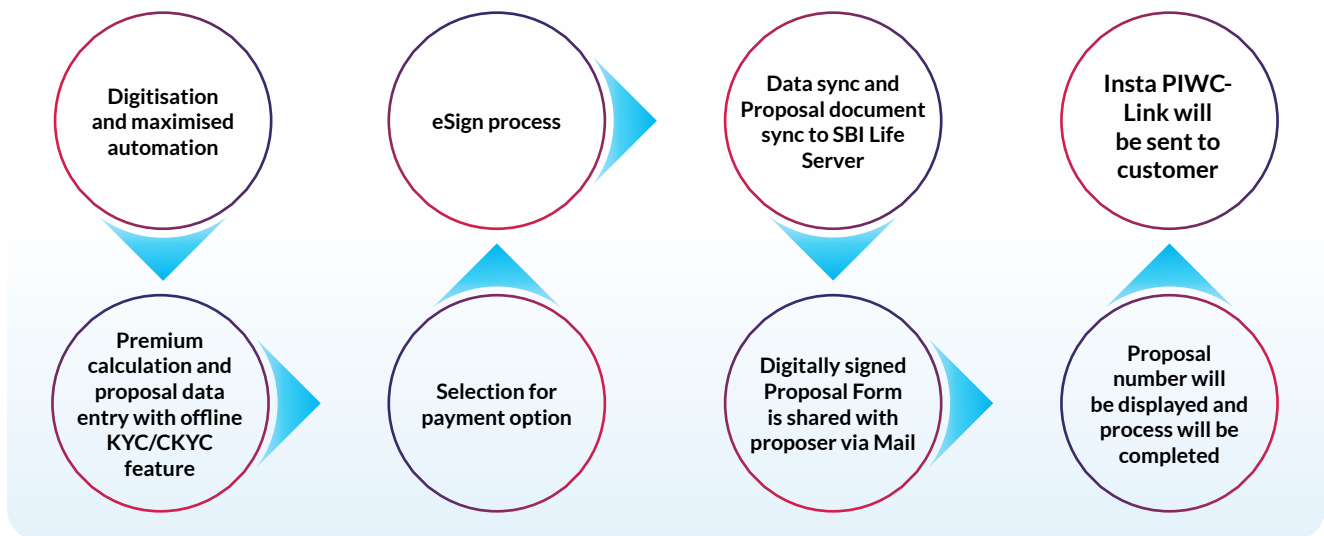 Digitisation
and maximised
automation
Premium
calculation and
proposal data
entry with offline
KYC/CKYC
feature
Selection for
payment option
eSign process
Data sync and
Proposal document
sync to SBI Life
Server
Digitally signed
Proposal Form
is shared with
proposer via Mail
Proposal
number will
be displayed and
process will be
completed
Insta PIWC-
Link will
be sent to
customer